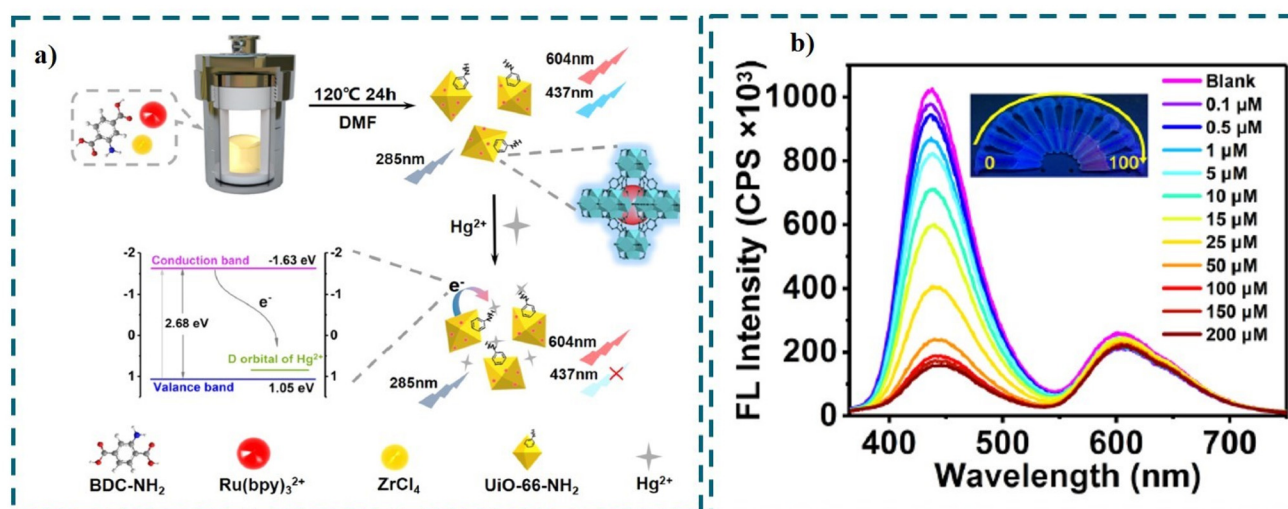 a)
120℃ 24h
DMF
604nm
437nm
285nm
Hg²⁺
Conduction band
-1.63 eV
-2
-1
0
1
-2
-1
0
1
e⁻
2.68 eV
D orbital of Hg²⁺
Valance band
1.05 eV
e⁻
604nm
437nm
285nm
BDC-NH₂
Ru(bpy)₃²⁺
ZrCl₄
UiO-66-NH₂
Hg²⁺
b)
FL Intensity (CPS ×10³)
1000
800
600
400
200
0
400
500
600
700
Wavelength (nm)
0
100
Blank
0.1 µM
0.5 µM
1 µM
5 µM
10 µM
15 µM
25 µM
50 µM
100 µM
150 µM
200 µM